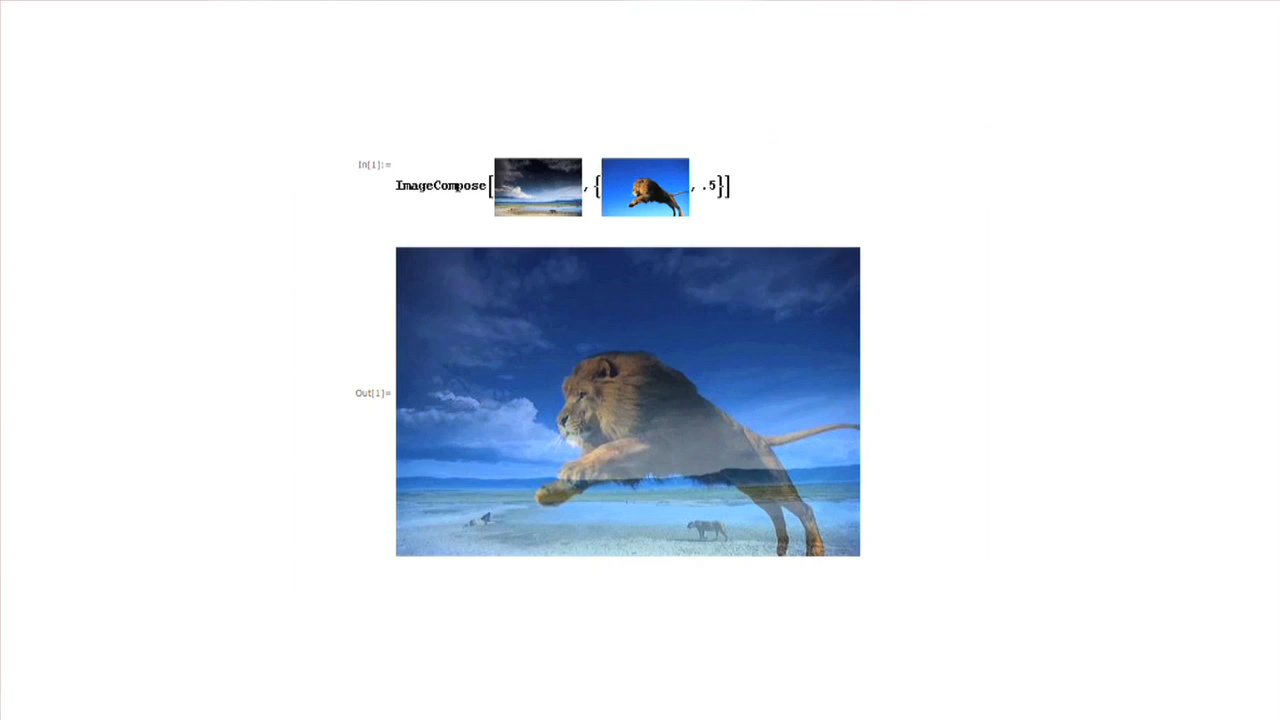 In[1]:=
ImageCompose[ , { , .5}]
Out[1]=